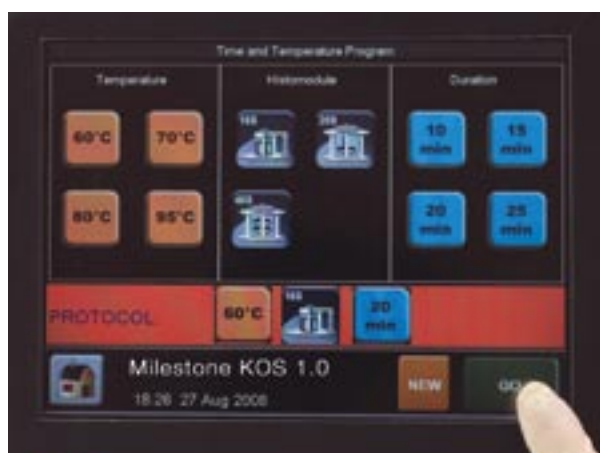 Time and Temperature Program
Temperature Histomodule Duration
60°C 70°C 10 min 15 min
80°C 95°C 20 min 25 min
PROTOCOL 60°C 20 min
Milestone KOS 1.0 NEW GO
18:26 27 Aug 2008